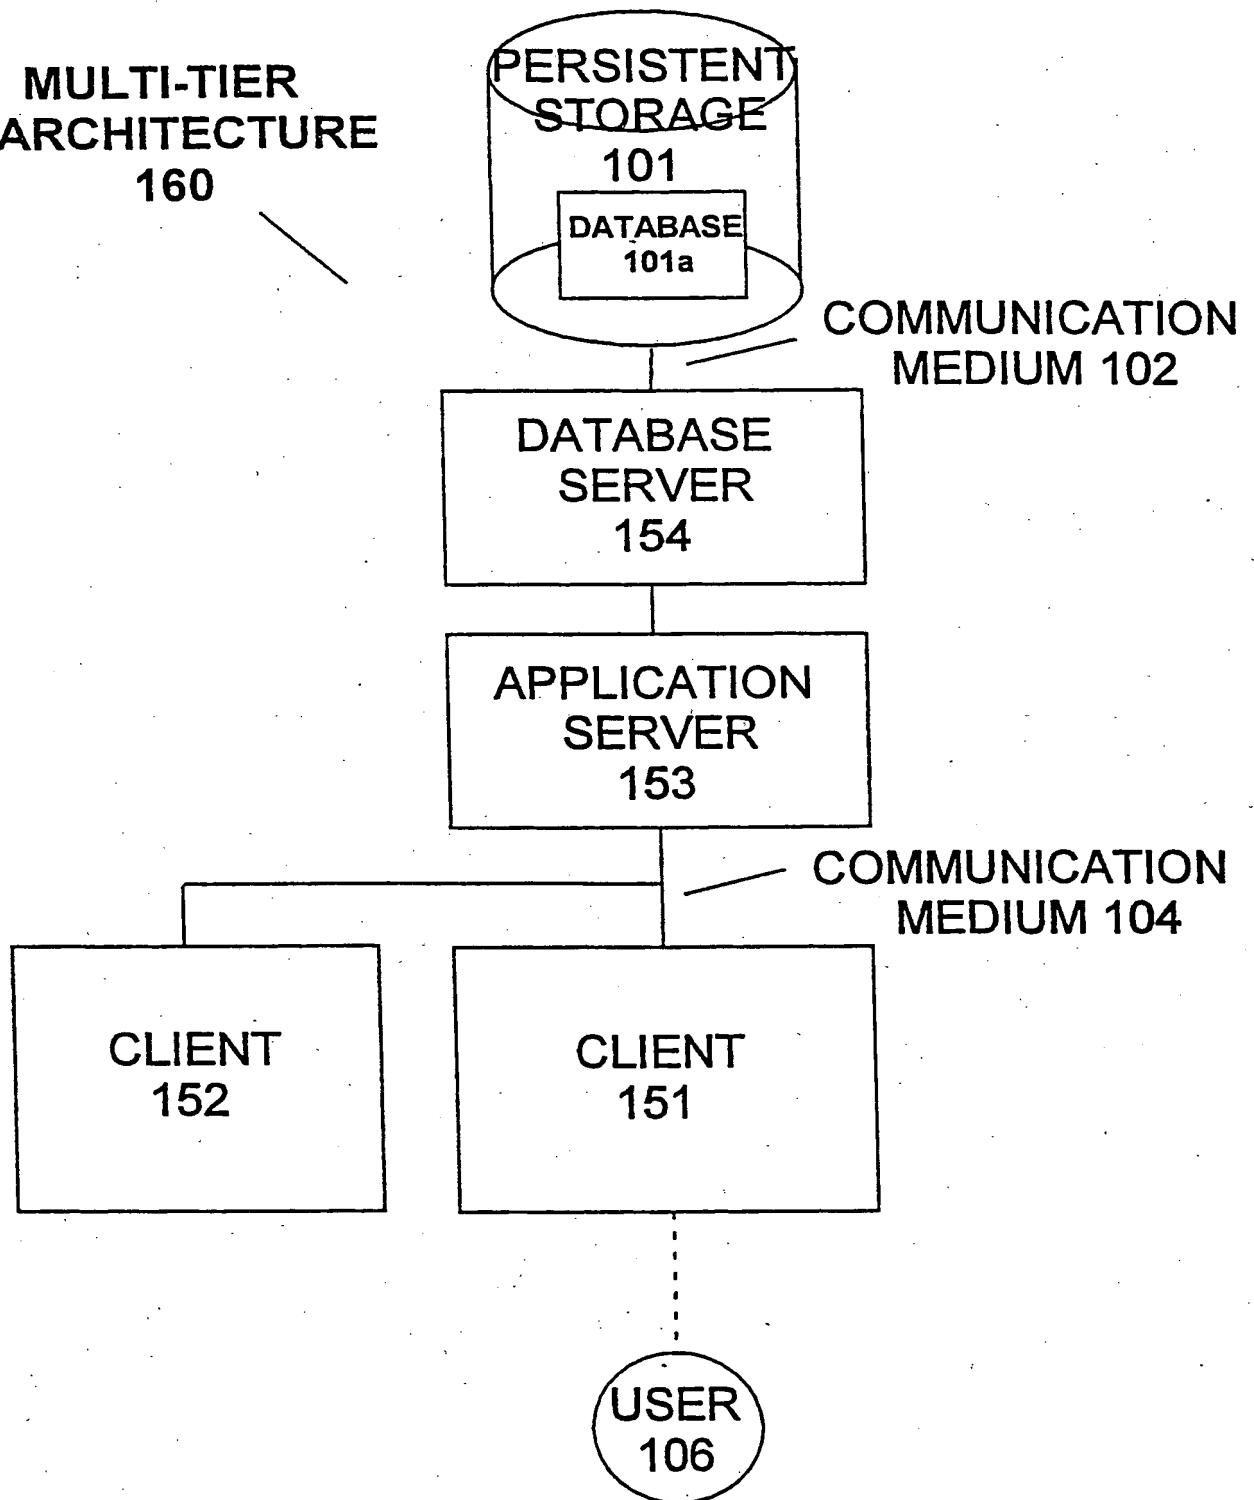 MULTI-TIER
ARCHITECTURE
160
PERSISTENT
STORAGE
101
DATABASE
101a
COMMUNICATION
MEDIUM 102
DATABASE
SERVER
154
APPLICATION
SERVER
153
COMMUNICATION
MEDIUM 104
CLIENT
152
CLIENT
151
USER
106